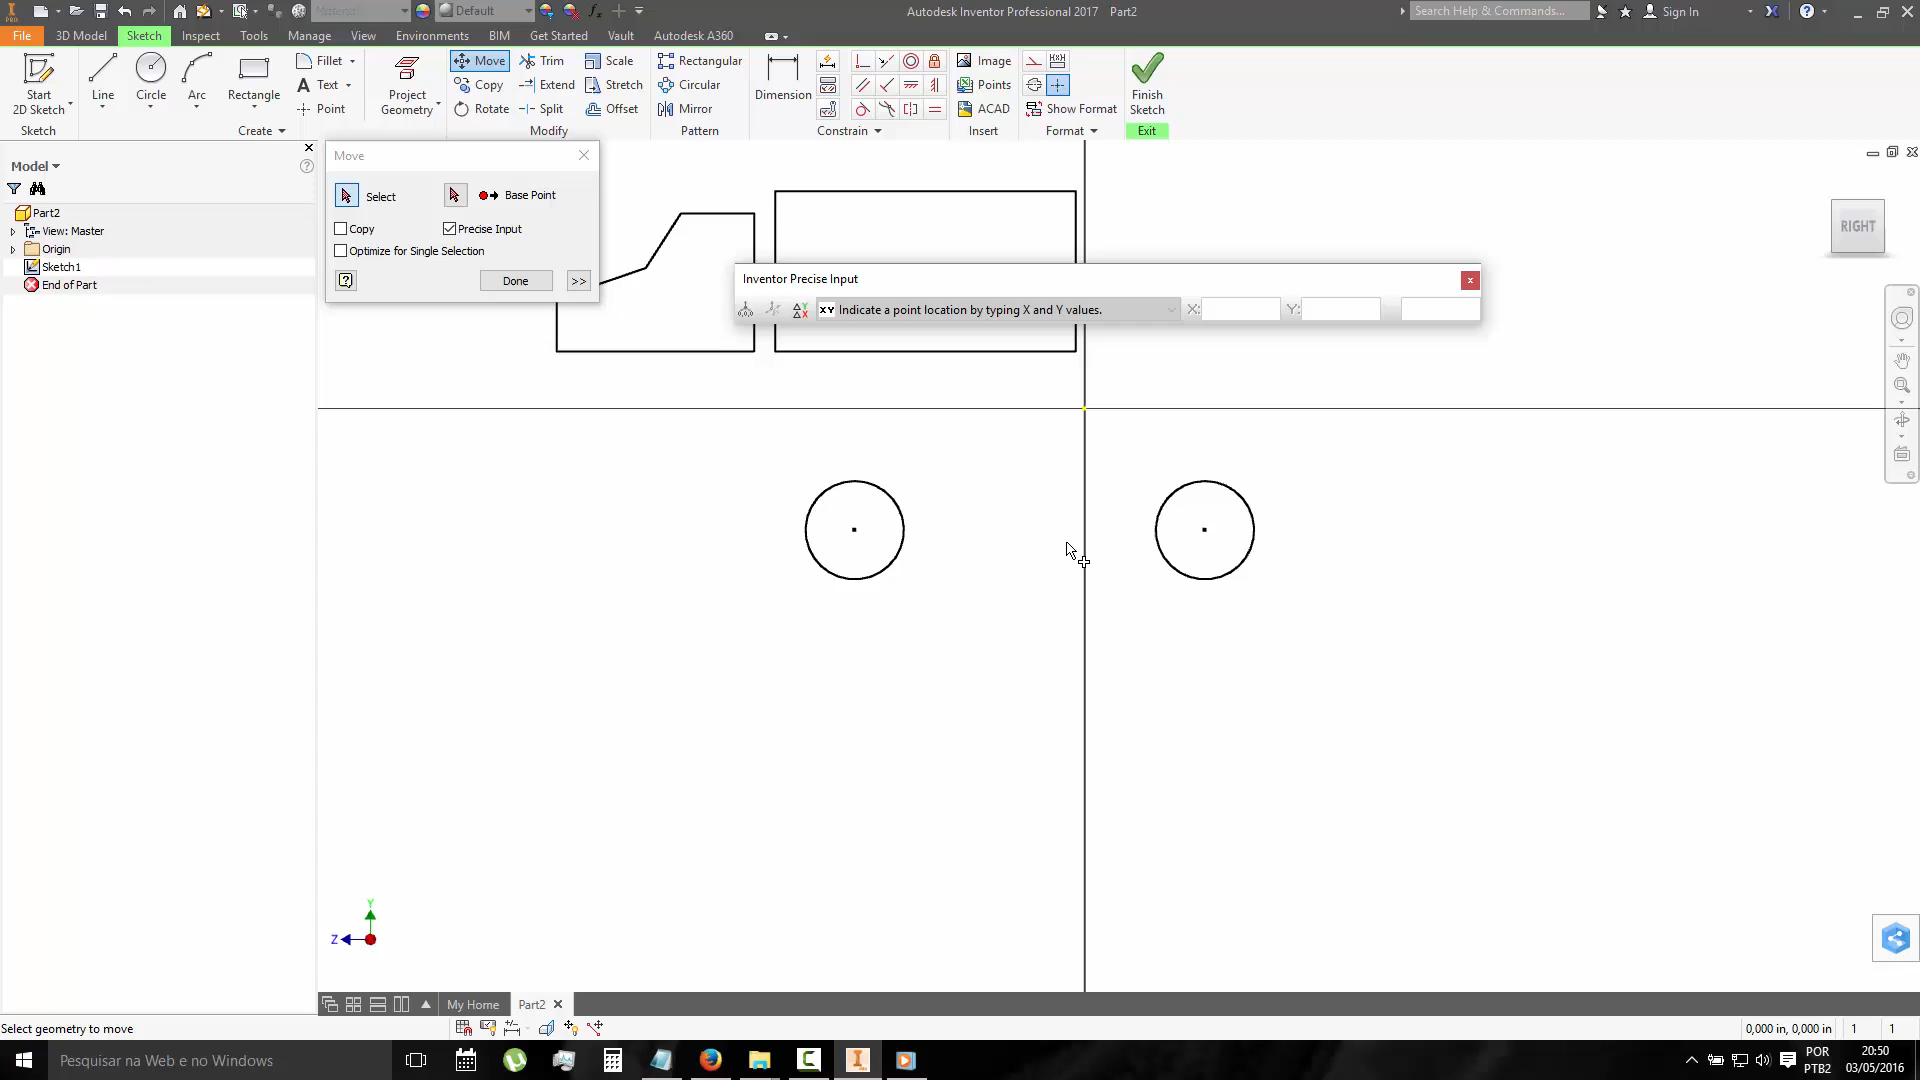 Material
Default
Autodesk Inventor Professional 2017 Part2
Search Help & Commands...
Sign In
PRO
File 3D Model Sketch Inspect Tools Manage View Environments BIM Get Started Vault Autodesk A360
Start
2D Sketch
Line
Circle
Arc
Rectangle
Fillet
Text
Point
Project
Geometry
Move
Copy
Rotate
Trim
Extend
Split
Scale
Stretch
Offset
Rectangular
Circular
Mirror
Dimension
Image
Points
ACAD
Show Format
Finish
Sketch
Sketch
Create
Modify
Pattern
Constrain
Insert
Format
Exit
Model
Part2
View: Master
Origin
Sketch1
End of Part
Move
Select
Base Point
Copy
Precise Input
Optimize for Single Selection
Done
>>
Inventor Precise Input
XY Indicate a point location by typing X and Y values.
X:
Y:
RIGHT
Y
Z
My Home
Part2
Select geometry to move
0,000 in, 0,000 in 1 1
Pesquisar na Web e no Windows
POR
PTB2
20:50
03/05/2016